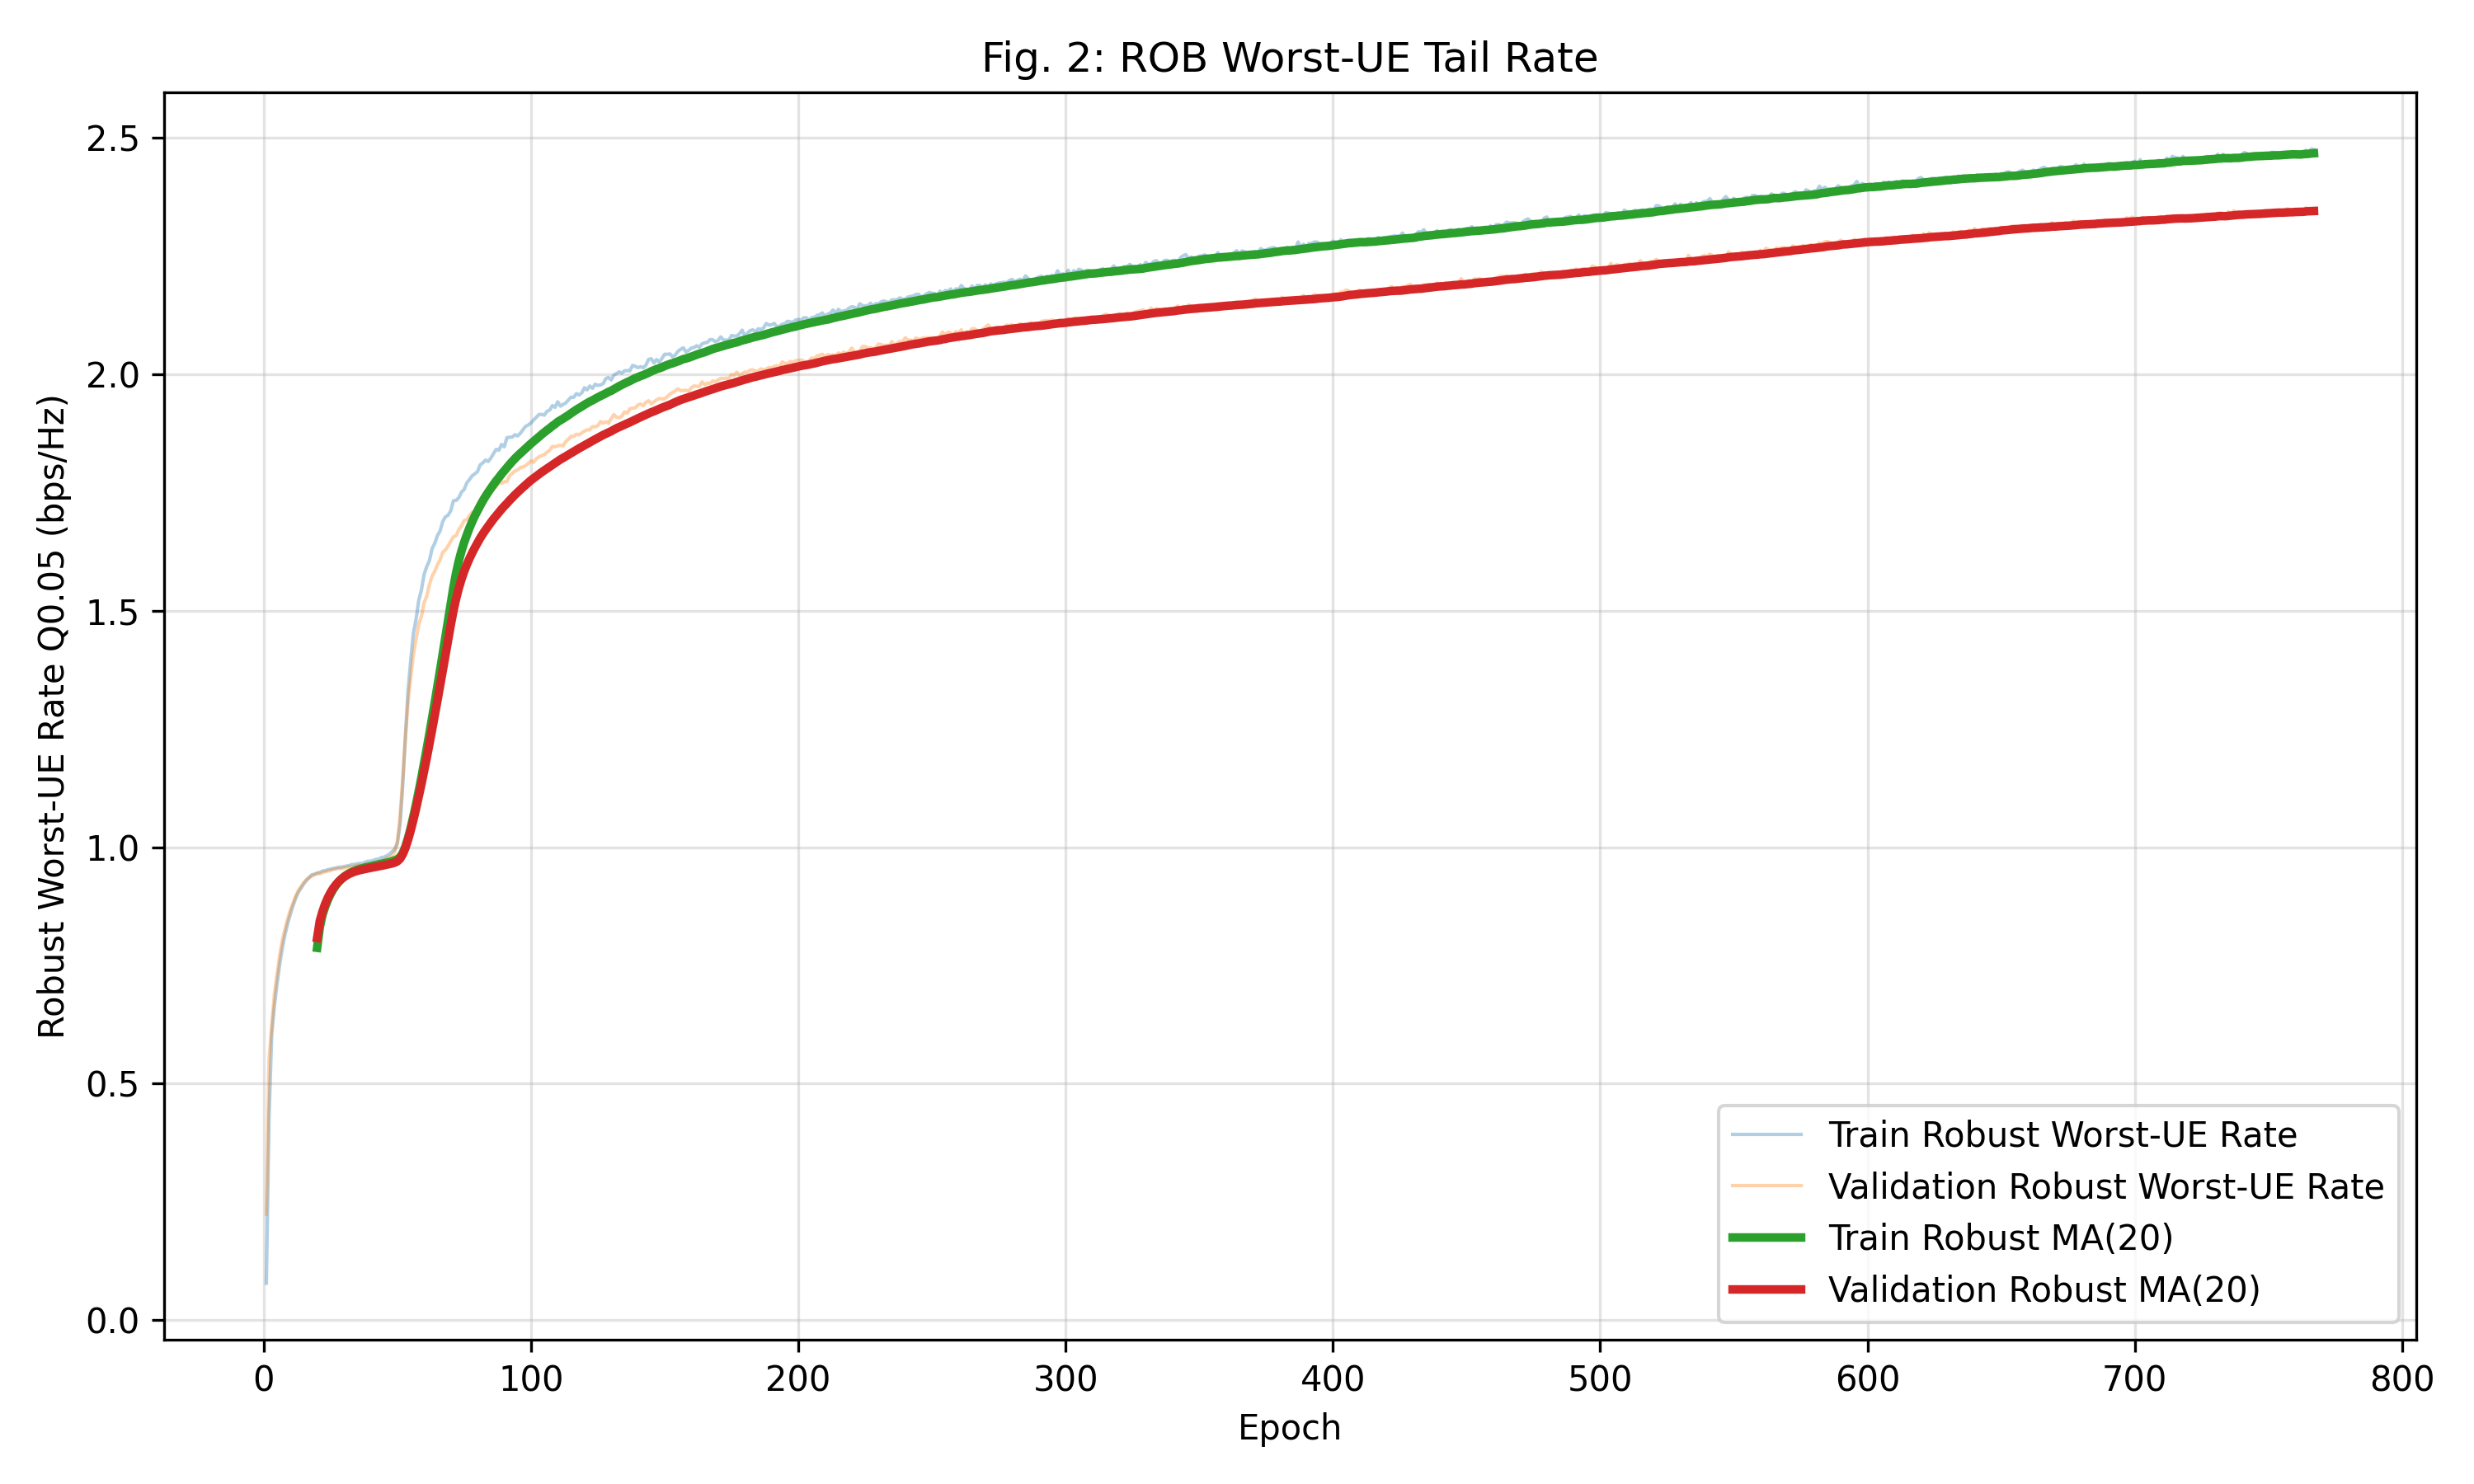 Fig. 2: ROB Worst-UE Tail Rate
Robust Worst-UE Rate Q0.05 (bps/Hz)
2.5
2.0
1.5
1.0
0.5
0.0
Train Robust Worst-UE Rate
Validation Robust Worst-UE Rate
Train Robust MA(20)
Validation Robust MA(20)
0 100 200 300 400 500 600 700 800
Epoch